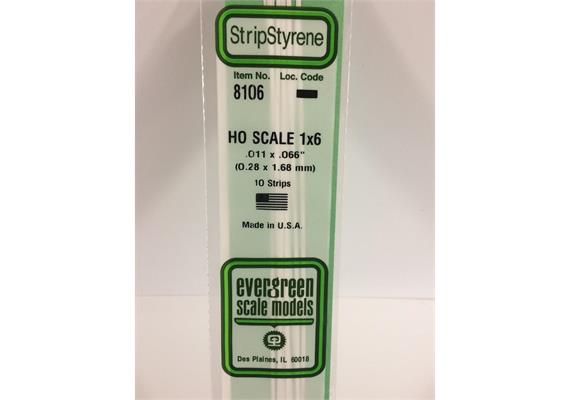 StripStyrene
Item No. Loc. Code
8106
HO SCALE 1x6
.011 x .066"
(0.28 x 1.68 mm)
10 Strips
Made in U.S.A.
evergreen
scale models
Des Plaines, IL 60018